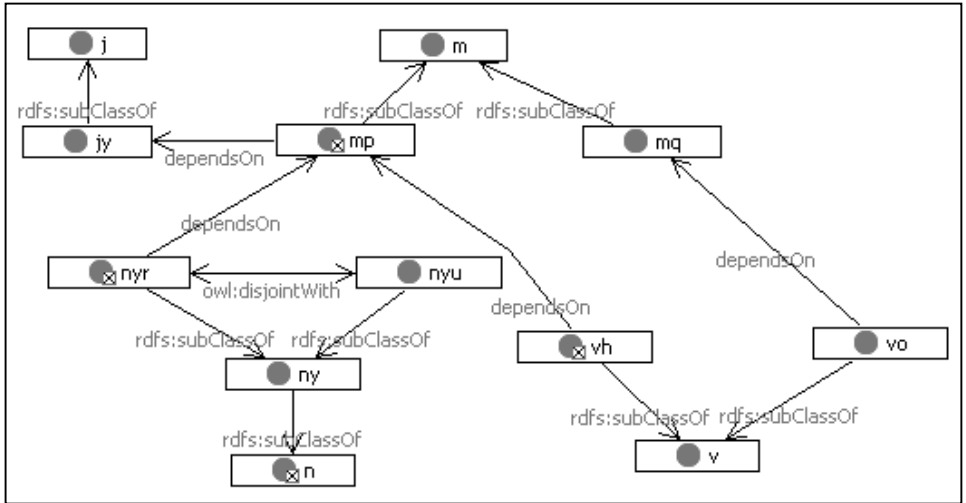 j
m
rdfs:subClassOf
rdfs:subClassOf
rdfs:subClassOf
jy
mp
mq
dependsOn
dependsOn
dependsOn
nyr
nyu
owl:disjointWith
dependsOn
rdfs:subClassOf
rdfs:subClassOf
vh
vo
ny
rdfs:subClassOf
rdfs:subClassOf
rdfs:subClassOf
v
n